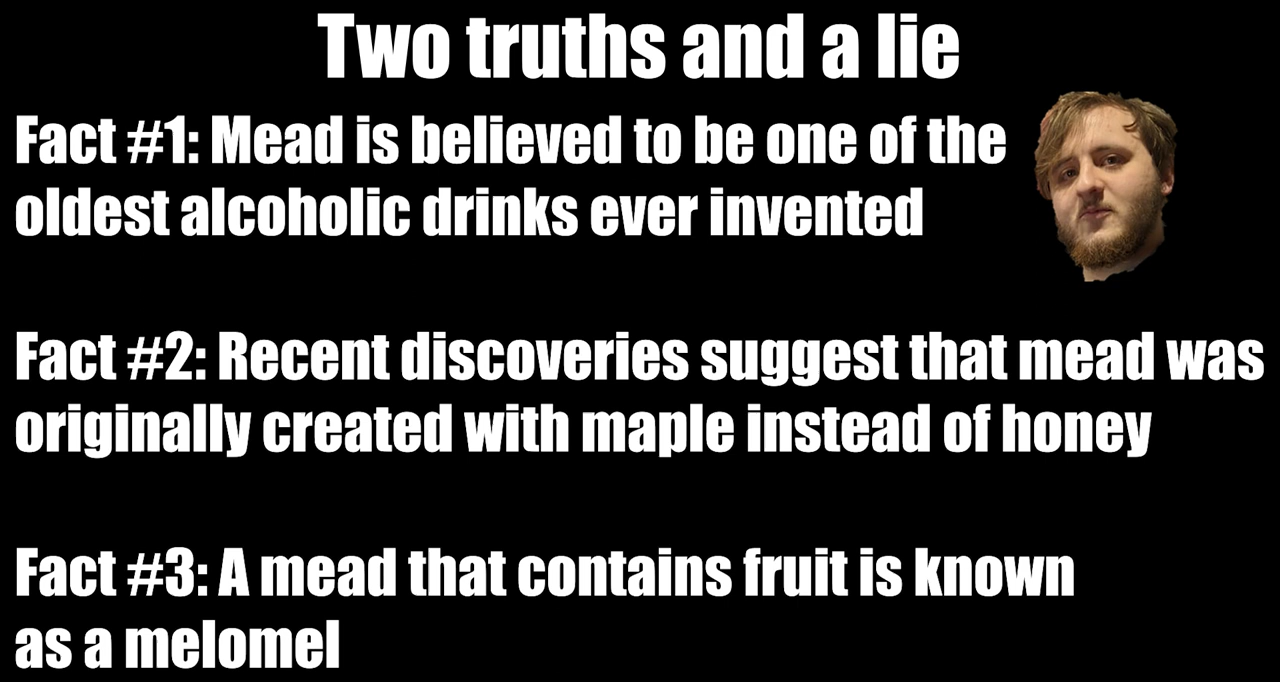 Two truths and a lie
Fact #1: Mead is believed to be one of the
oldest alcoholic drinks ever invented
Fact #2: Recent discoveries suggest that mead was
originally created with maple instead of honey
Fact #3: A mead that contains fruit is known
as a melomel